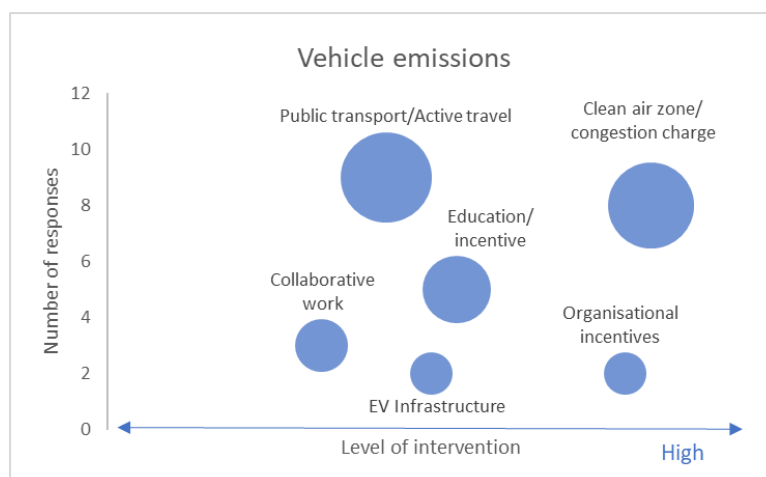 Vehicle emissions
12
10
8
6
4
2
0
Number of responses
Public transport/Active travel
Clean air zone/
congestion charge
Education/
incentive
Collaborative
work
Organisational
incentives
EV Infrastructure
Level of intervention
High